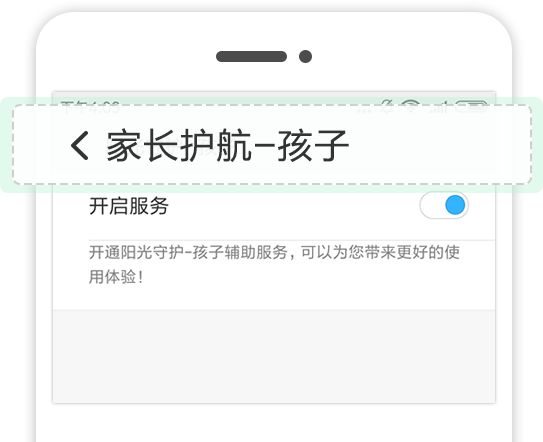 家长护航-孩子
开启服务
开通阳光守护-孩子辅助服务，可以为您带来更好的使
用体验！